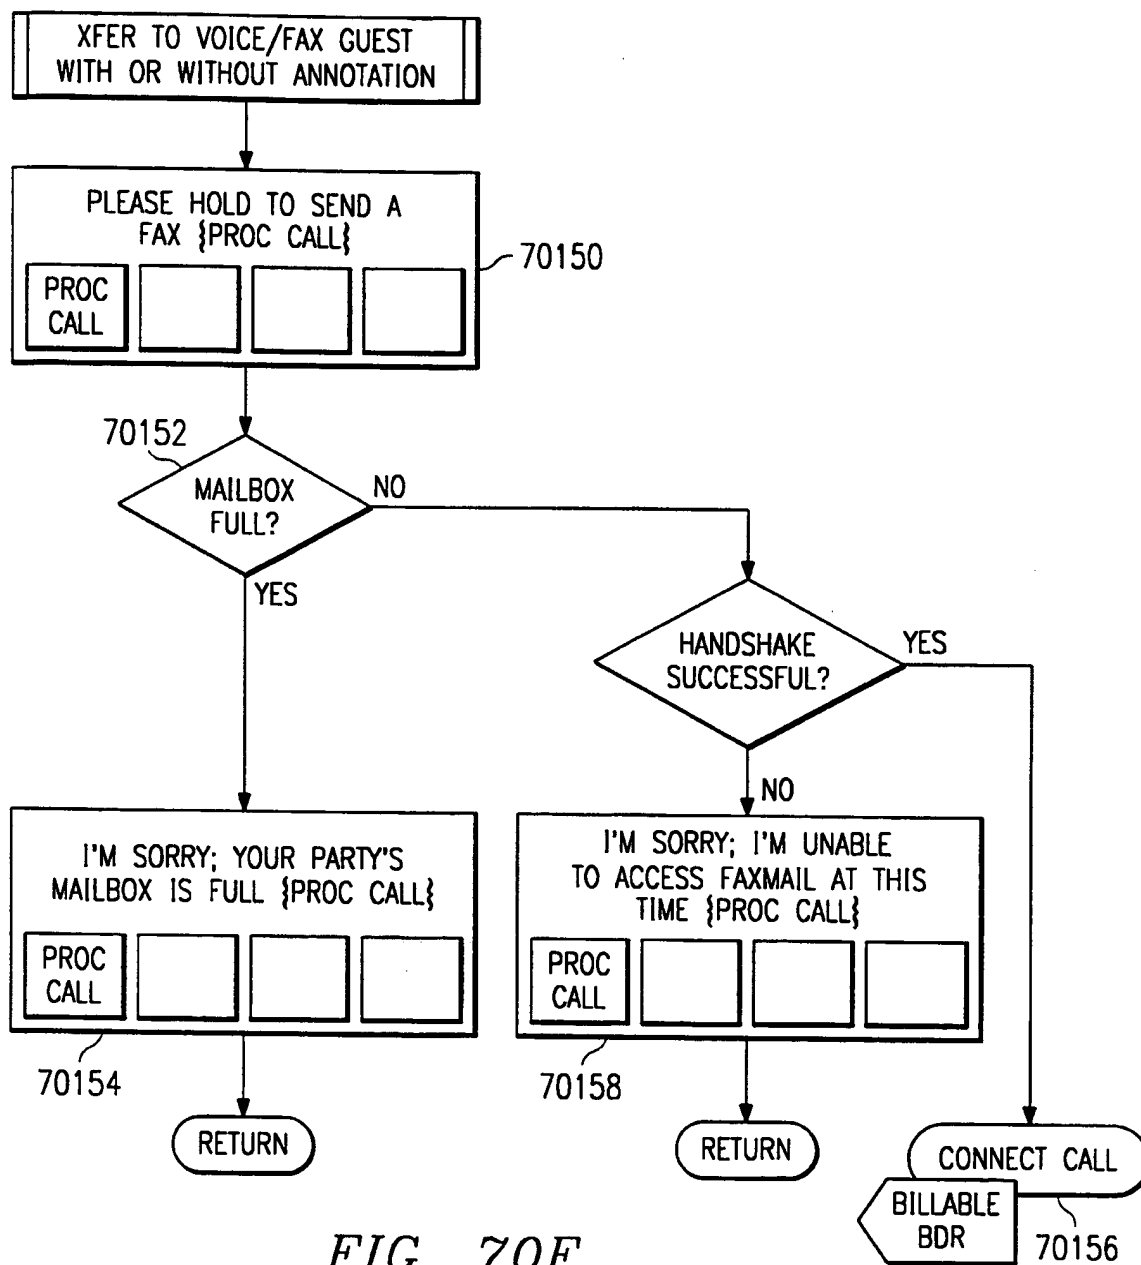 XFER TO VOICE/FAX GUEST
WITH OR WITHOUT ANNOTATION
PLEASE HOLD TO SEND A
FAX {PROC CALL}
PROC
CALL
70150
70152
MAILBOX
FULL?
NO
YES
HANDSHAKE
SUCCESSFUL?
YES
NO
I'M SORRY; YOUR PARTY'S
MAILBOX IS FULL {PROC CALL}
PROC
CALL
70154
RETURN
I'M SORRY; I'M UNABLE
TO ACCESS FAXMAIL AT THIS
TIME {PROC CALL}
PROC
CALL
70158
RETURN
CONNECT CALL
BILLABLE
BDR
70156